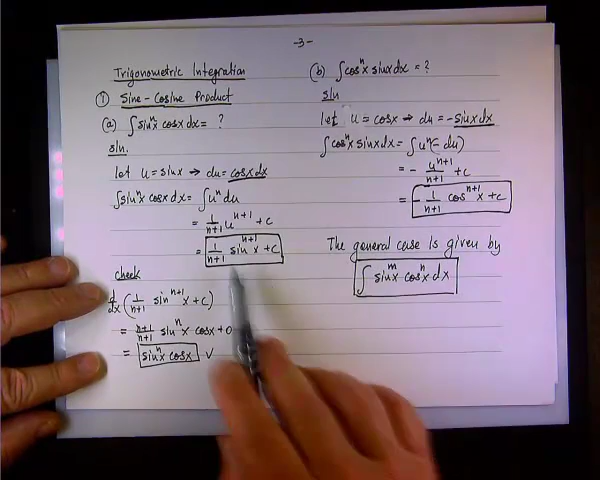 -3-
Trigonometric Integration
① Sine-Cosine Product
(a) ∫sinⁿx cosx dx = ?
sln.
let u = sinx → du = cosx dx
∫sinⁿx cosx dx = ∫uⁿ du
= 1/(n+1) uⁿ⁺¹ + c
= 1/(n+1) sinⁿ⁺¹x + c
check
d/dx (1/(n+1) sinⁿ⁺¹x + c)
= (n+1)/(n+1) sinⁿx cosx + 0
= sinⁿx cosx √
(b) ∫cosⁿx sinx dx = ?
sln
let u = cosx → du = -sinx dx
∫cosⁿx sinx dx = ∫uⁿ(-du)
= - uⁿ⁺¹/(n+1) + c
= - 1/(n+1) cosⁿ⁺¹x + c
The general case is given by
∫ sinᵐx cosⁿx dx